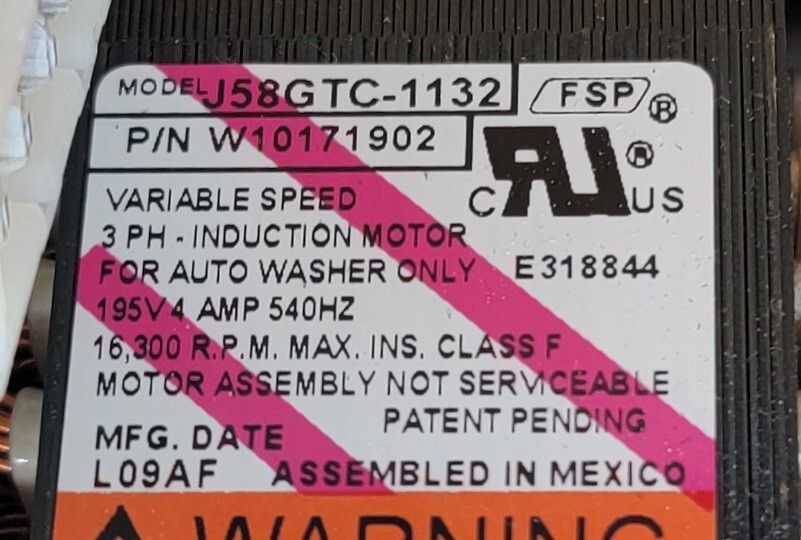 MODEL J58GTC-1132 FSP ®
P/N W10171902
C RU US ®
VARIABLE SPEED
3 PH - INDUCTION MOTOR
FOR AUTO WASHER ONLY E318844
195V 4 AMP 540HZ
16,300 R.P.M. MAX. INS. CLASS F
MOTOR ASSEMBLY NOT SERVICEABLE
PATENT PENDING
MFG. DATE
L09AF ASSEMBLED IN MEXICO
WARNING